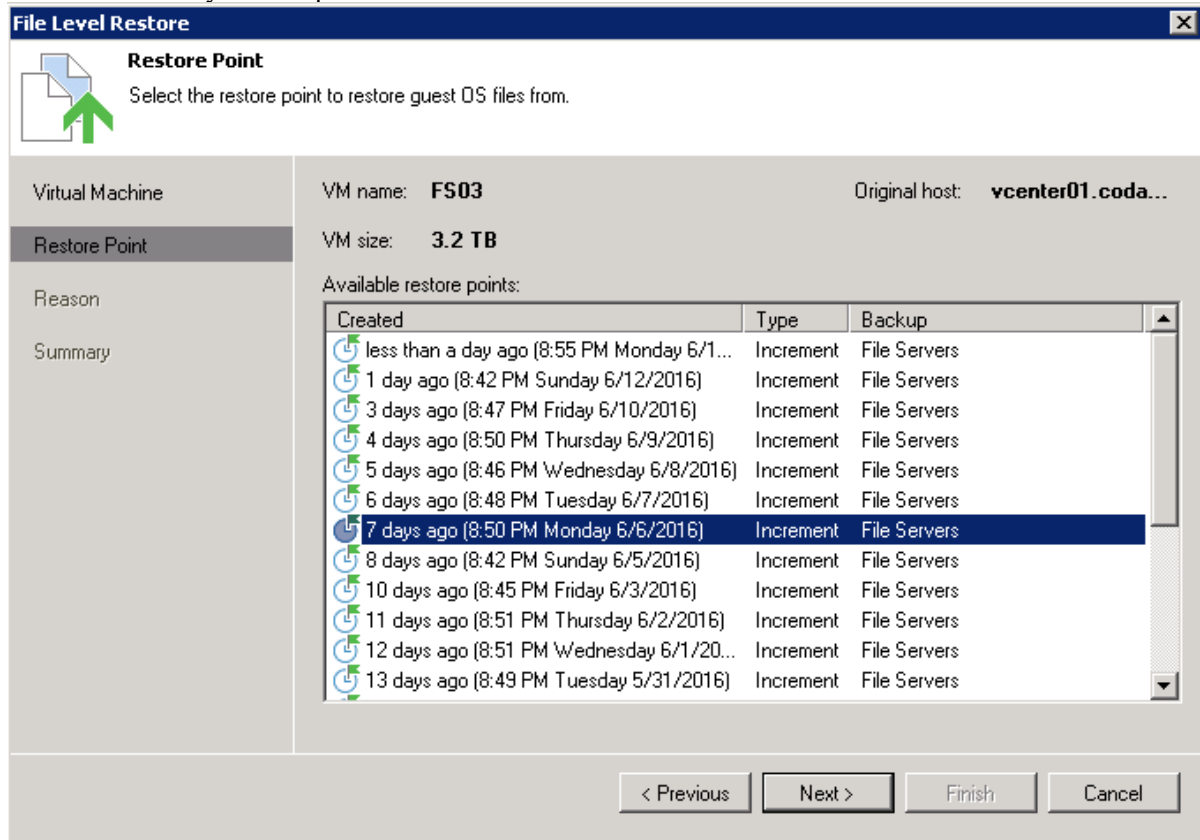 File Level Restore
Restore Point
Select the restore point to restore guest OS files from.
Virtual Machine
Restore Point
Reason
Summary
VM name: FS03 Original host: vcenter01.coda...
VM size: 3.2 TB
Available restore points:
Created Type Backup
less than a day ago (8:55 PM Monday 6/1... Increment File Servers
1 day ago (8:42 PM Sunday 6/12/2016) Increment File Servers
3 days ago (8:47 PM Friday 6/10/2016) Increment File Servers
4 days ago (8:50 PM Thursday 6/9/2016) Increment File Servers
5 days ago (8:46 PM Wednesday 6/8/2016) Increment File Servers
6 days ago (8:48 PM Tuesday 6/7/2016) Increment File Servers
7 days ago (8:50 PM Monday 6/6/2016) Increment File Servers
8 days ago (8:42 PM Sunday 6/5/2016) Increment File Servers
10 days ago (8:45 PM Friday 6/3/2016) Increment File Servers
11 days ago (8:51 PM Thursday 6/2/2016) Increment File Servers
12 days ago (8:51 PM Wednesday 6/1/20... Increment File Servers
13 days ago (8:49 PM Tuesday 5/31/2016) Increment File Servers
< Previous Next > Finish Cancel